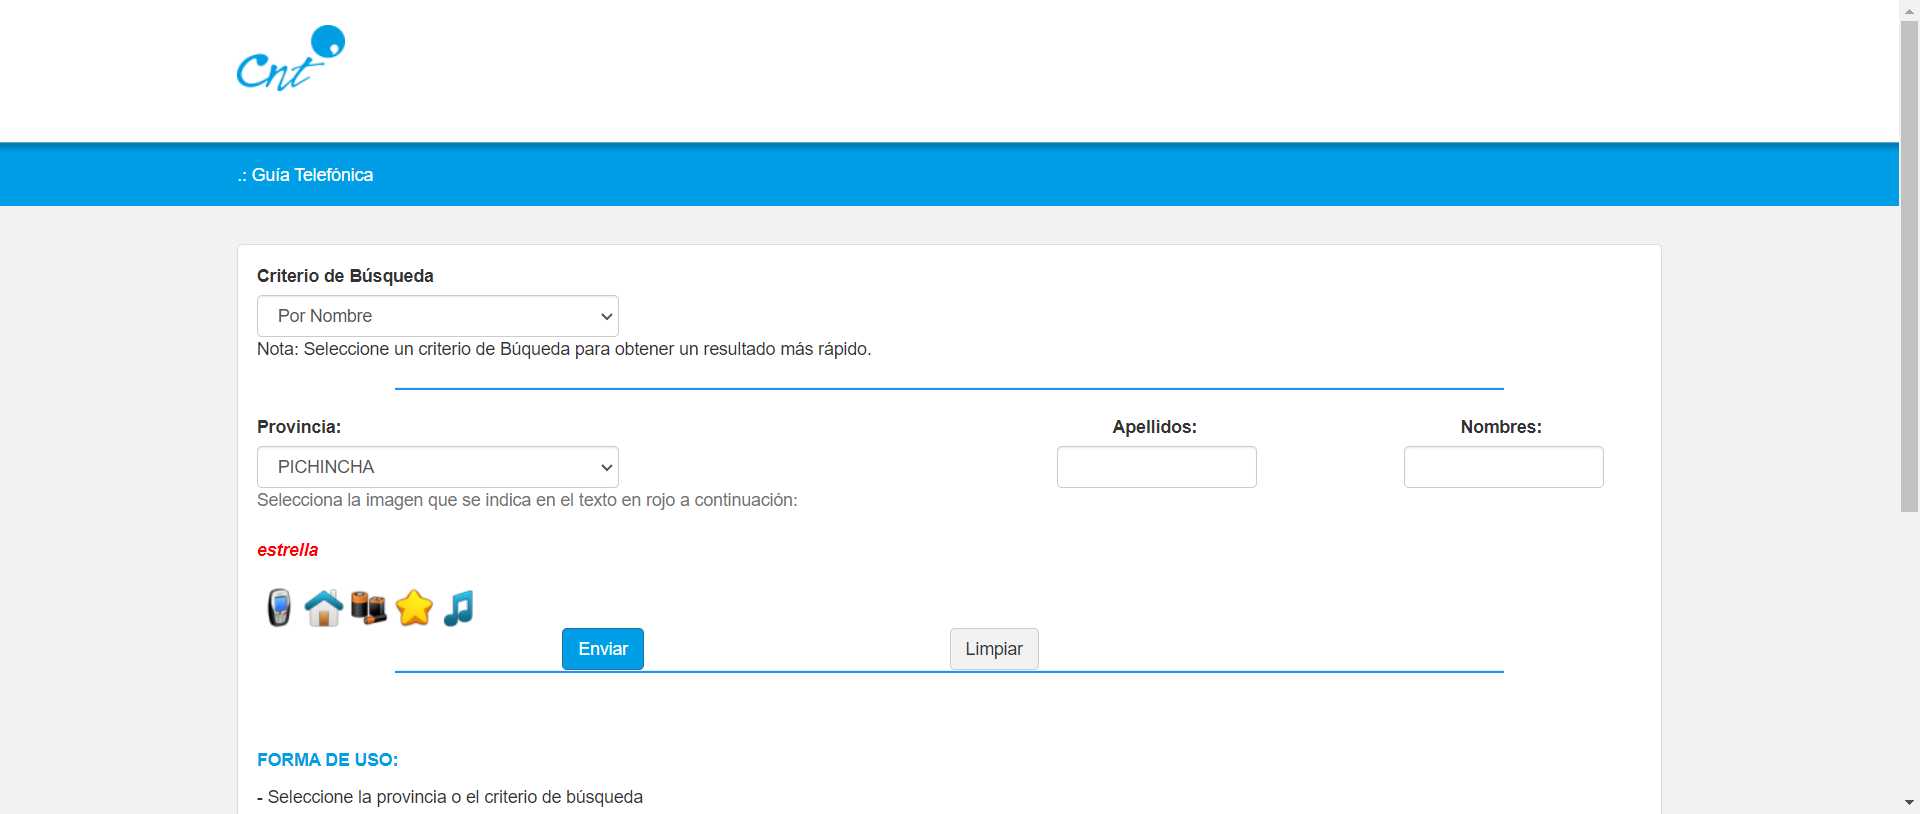 Cnt
.: Guía Telefónica
Criterio de Búsqueda
Por Nombre
Nota: Seleccione un criterio de Búqueda para obtener un resultado más rápido.
Provincia: Apellidos: Nombres:
PICHINCHA
Selecciona la imagen que se indica en el texto en rojo a continuación:
estrella
Enviar Limpiar
FORMA DE USO:
- Seleccione la provincia o el criterio de búsqueda